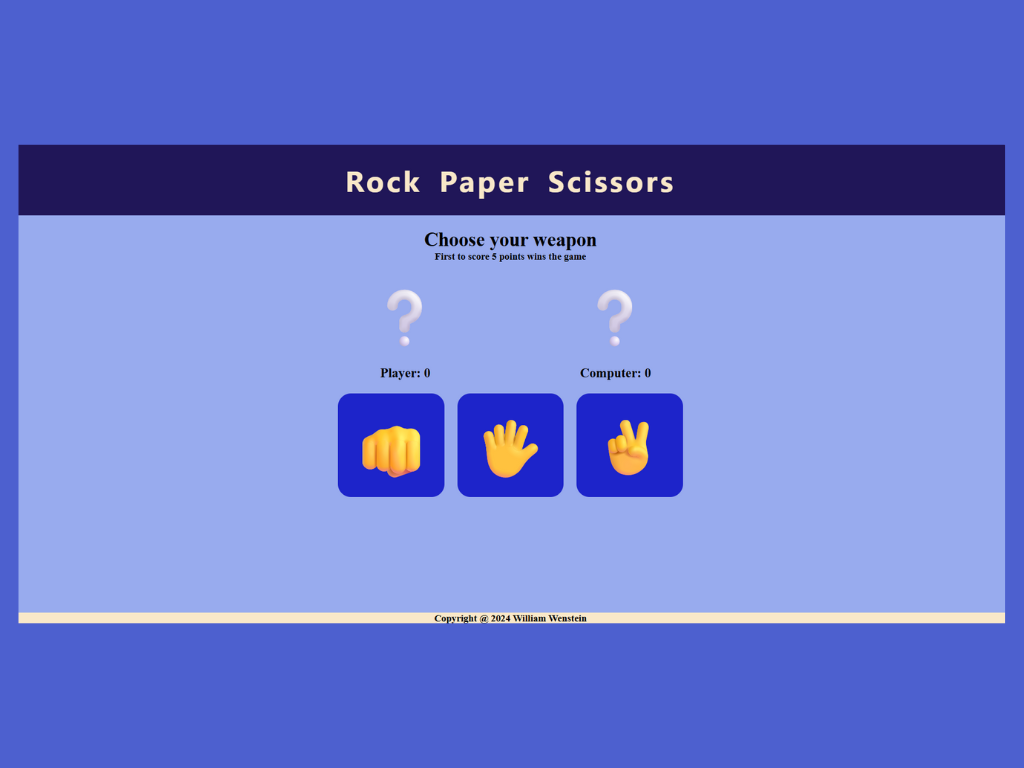 Rock Paper Scissors
Choose your weapon
First to score 5 points wins the game
Player: 0
Computer: 0
Copyright @ 2024 William Wenstein